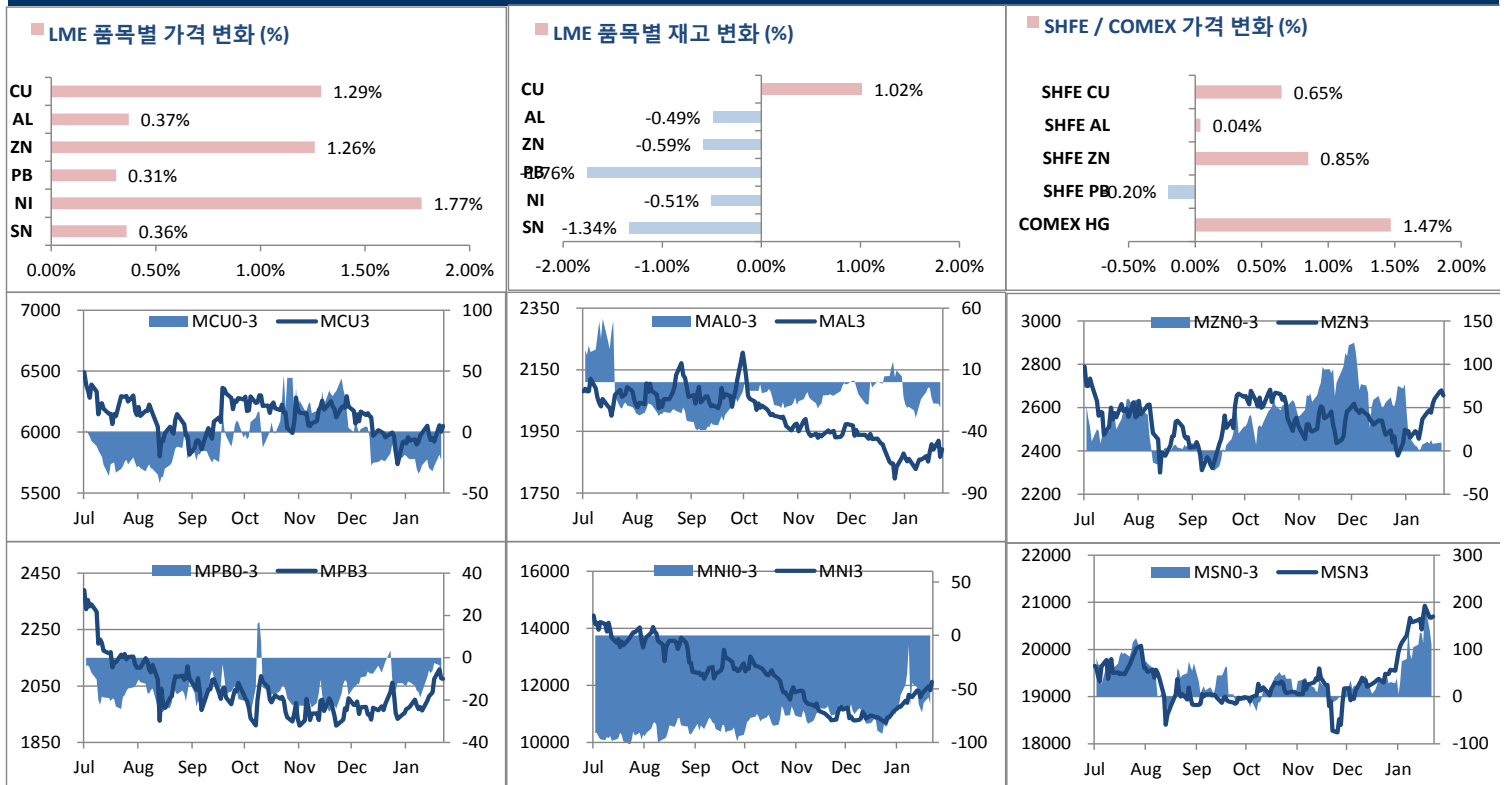 LME 품목별 가격 변화 (%)
CU 1.29%
AL 0.37%
ZN 1.26%
PB 0.31%
NI 1.77%
SN 0.36%
0.00% 0.50% 1.00% 1.50% 2.00%
LME 품목별 재고 변화 (%)
CU 1.02%
AL -0.49%
ZN -0.59%
PB -1.76%
NI -0.51%
SN -1.34%
-2.00% -1.00% 0.00% 1.00% 2.00%
SHFE / COMEX 가격 변화 (%)
SHFE CU 0.65%
SHFE AL 0.04%
SHFE ZN 0.85%
SHFE PB -0.20%
COMEX HG 1.47%
-0.50% 0.00% 0.50% 1.00% 1.50% 2.00%
MCU0-3 MCU3
7000 100
6500 50
6000 0
5500 -50
Jul Aug Sep Oct Nov Dec Jan
MAL0-3 MAL3
2350 60
2150 10
1950 -40
1750 -90
Jul Aug Sep Oct Nov Dec Jan
MZN0-3 MZN3
3000 150
2800 100
2600 50
2400 0
2200 -50
Jul Aug Sep Oct Nov Dec Jan
MPB0-3 MPB3
2450 40
20
2250
0
2050
-20
1850 -40
Jul Aug Sep Oct Nov Dec Jan
MNI0-3 MNI3
16000
50
14000
0
12000
-50
10000 -100
Jul Aug Sep Oct Nov Dec Jan
MSN0-3 MSN3
22000 300
21000 200
20000 100
19000 0
18000 -100
Jul Aug Sep Oct Nov Dec Jan